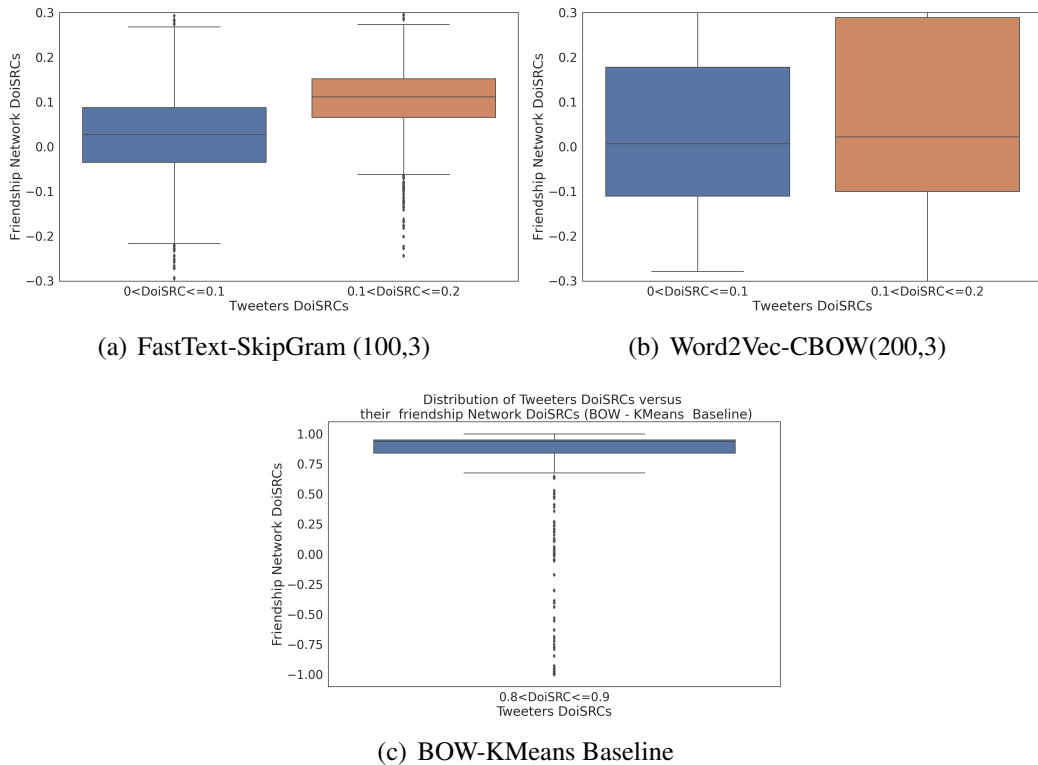 Friendship Network DoiSRCs
0.3
0.2
0.1
0.0
−0.1
−0.2
−0.3
0<DoiSRC<=0.1
0.1<DoiSRC<=0.2
Tweeters DoiSRCs
(a) FastText-SkipGram (100,3)
Friendship Network DoiSRCs
0.3
0.2
0.1
0.0
−0.1
−0.2
−0.3
0<DoiSRC<=0.1
0.1<DoiSRC<=0.2
Tweeters DoiSRCs
(b) Word2Vec-CBOW(200,3)
Distribution of Tweeters DoiSRCs versus
their friendship Network DoiSRCs (BOW - KMeans Baseline)
Friendship Network DoiSRCs
1.00
0.75
0.50
0.25
0.00
−0.25
−0.50
−0.75
−1.00
0.8<DoiSRC<=0.9
Tweeters DoiSRCs
(c) BOW-KMeans Baseline